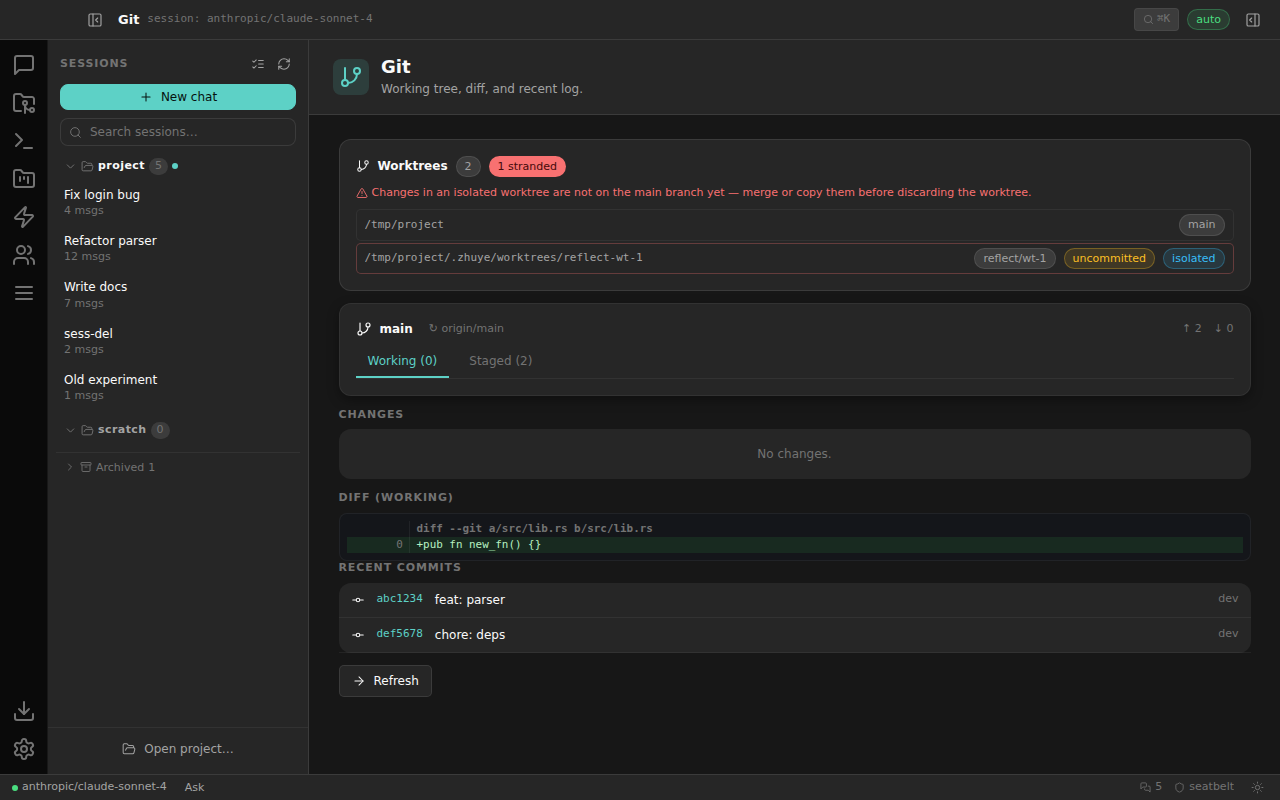 Git session: anthropic/claude-sonnet-4
⌘K
auto
SESSIONS
New chat
Search sessions…
project 5
Fix login bug
4 msgs
Refactor parser
12 msgs
Write docs
7 msgs
sess-del
2 msgs
Old experiment
1 msgs
scratch 0
Archived 1
Open project…
Git
Working tree, diff, and recent log.
Worktrees 2 1 stranded
Changes in an isolated worktree are not on the main branch yet — merge or copy them before discarding the worktree.
/tmp/project main
/tmp/project/.zhuye/worktrees/reflect-wt-1 reflect/wt-1 uncommitted isolated
main ↻ origin/main ↑ 2 ↓ 0
Working (0) Staged (2)
CHANGES
No changes.
DIFF (WORKING)
diff --git a/src/lib.rs b/src/lib.rs
0 +pub fn new_fn() {}
RECENT COMMITS
abc1234 feat: parser dev
def5678 chore: deps dev
Refresh
anthropic/claude-sonnet-4 Ask
5 seatbelt